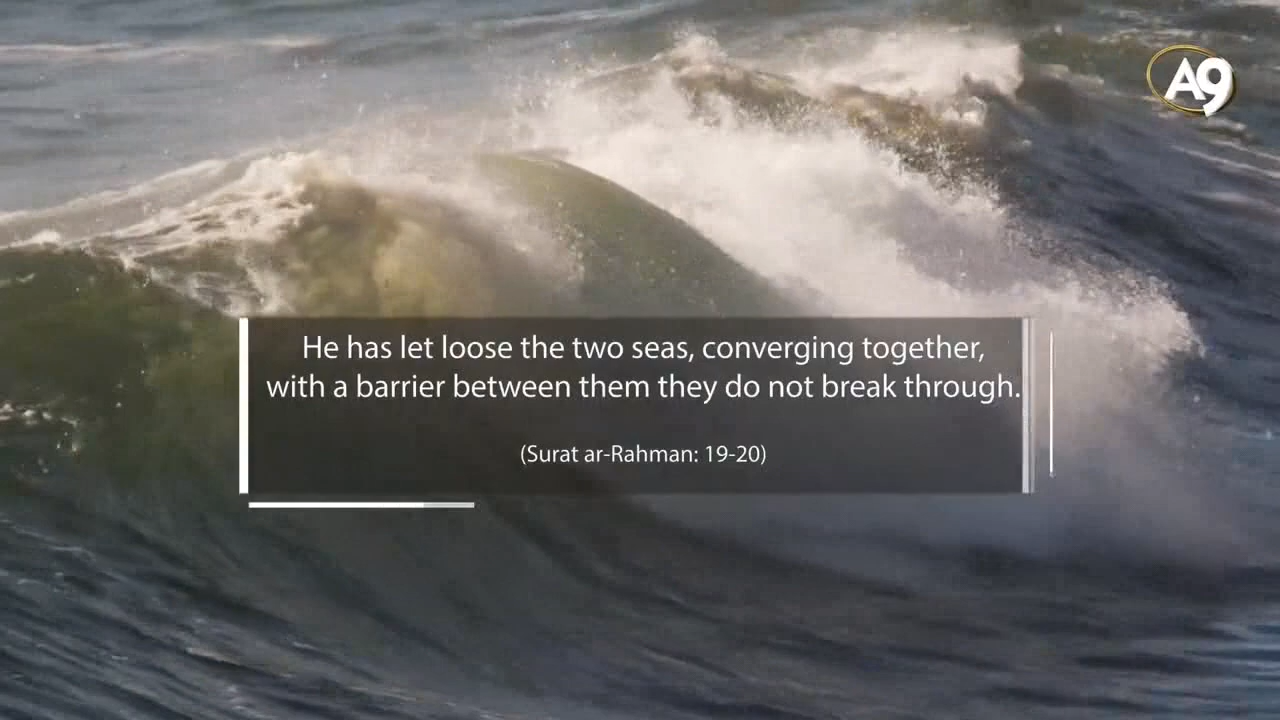 A9
He has let loose the two seas, converging together,
with a barrier between them they do not break through.
(Surat ar-Rahman: 19-20)